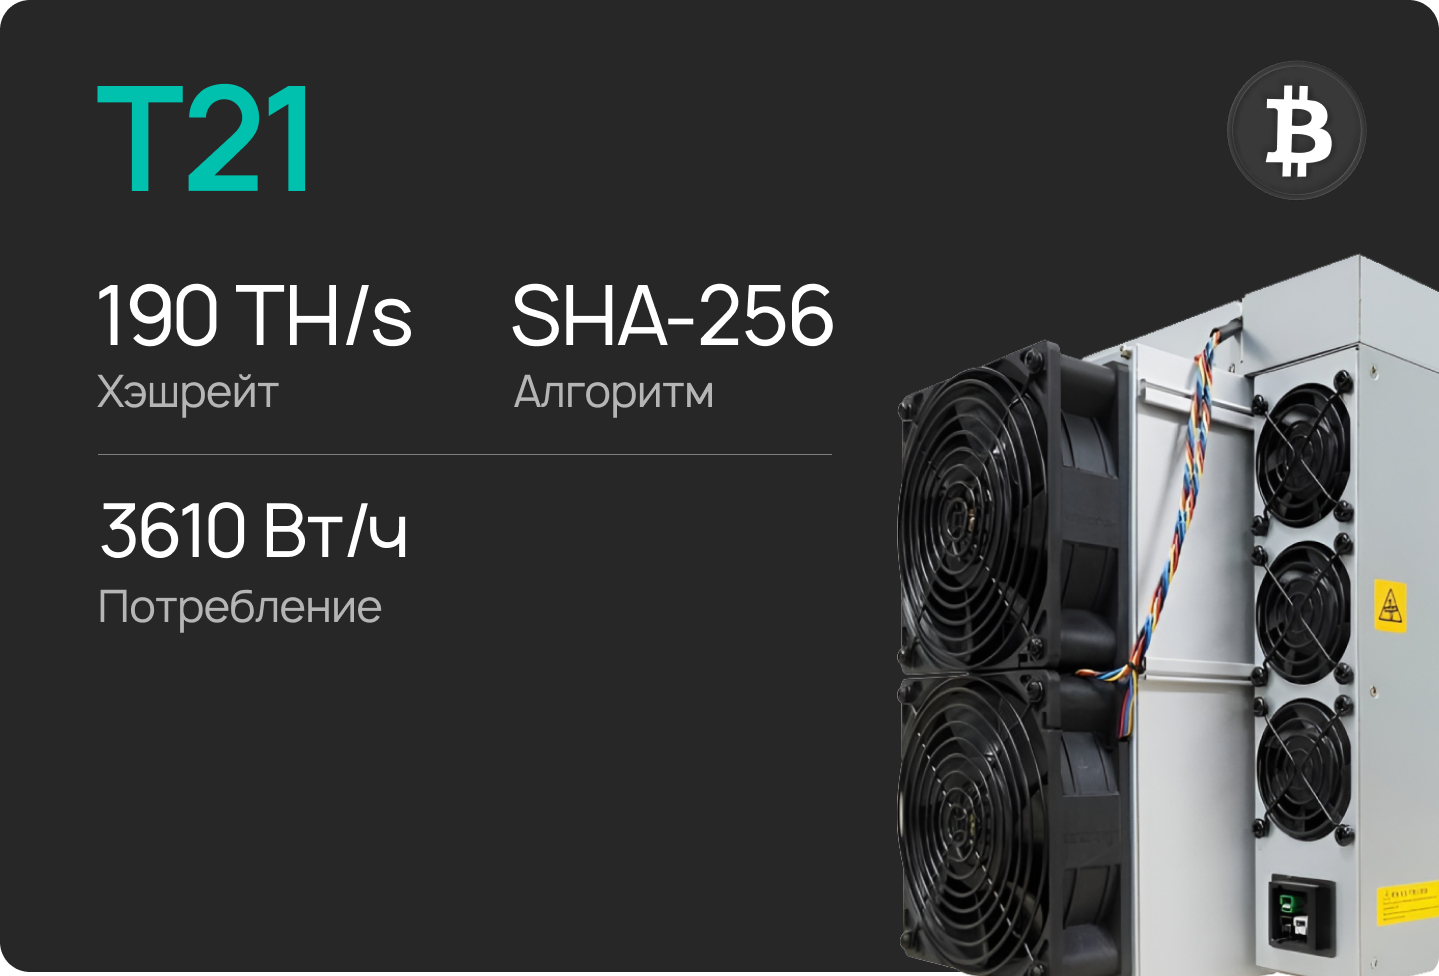 T21
190 TH/s
SHA-256
Хэшрейт
Алгоритм
3610 Вт/ч
Потребление